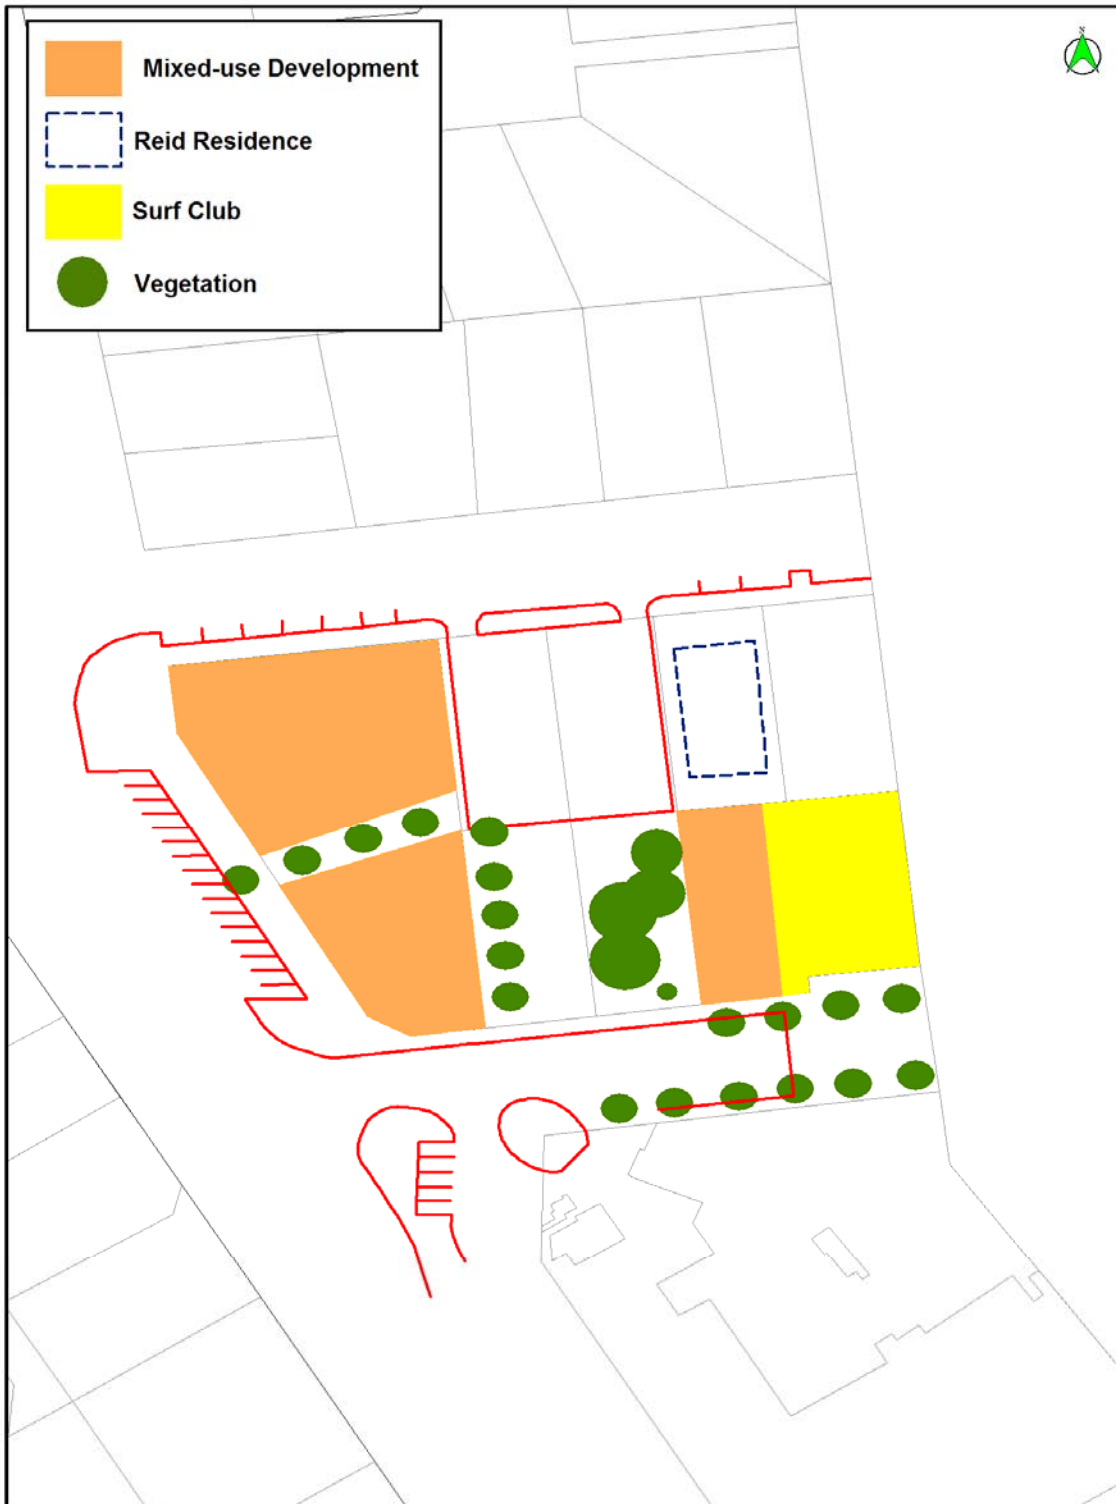 Mixed-use Development
Reid Residence
Surf Club
Vegetation
N